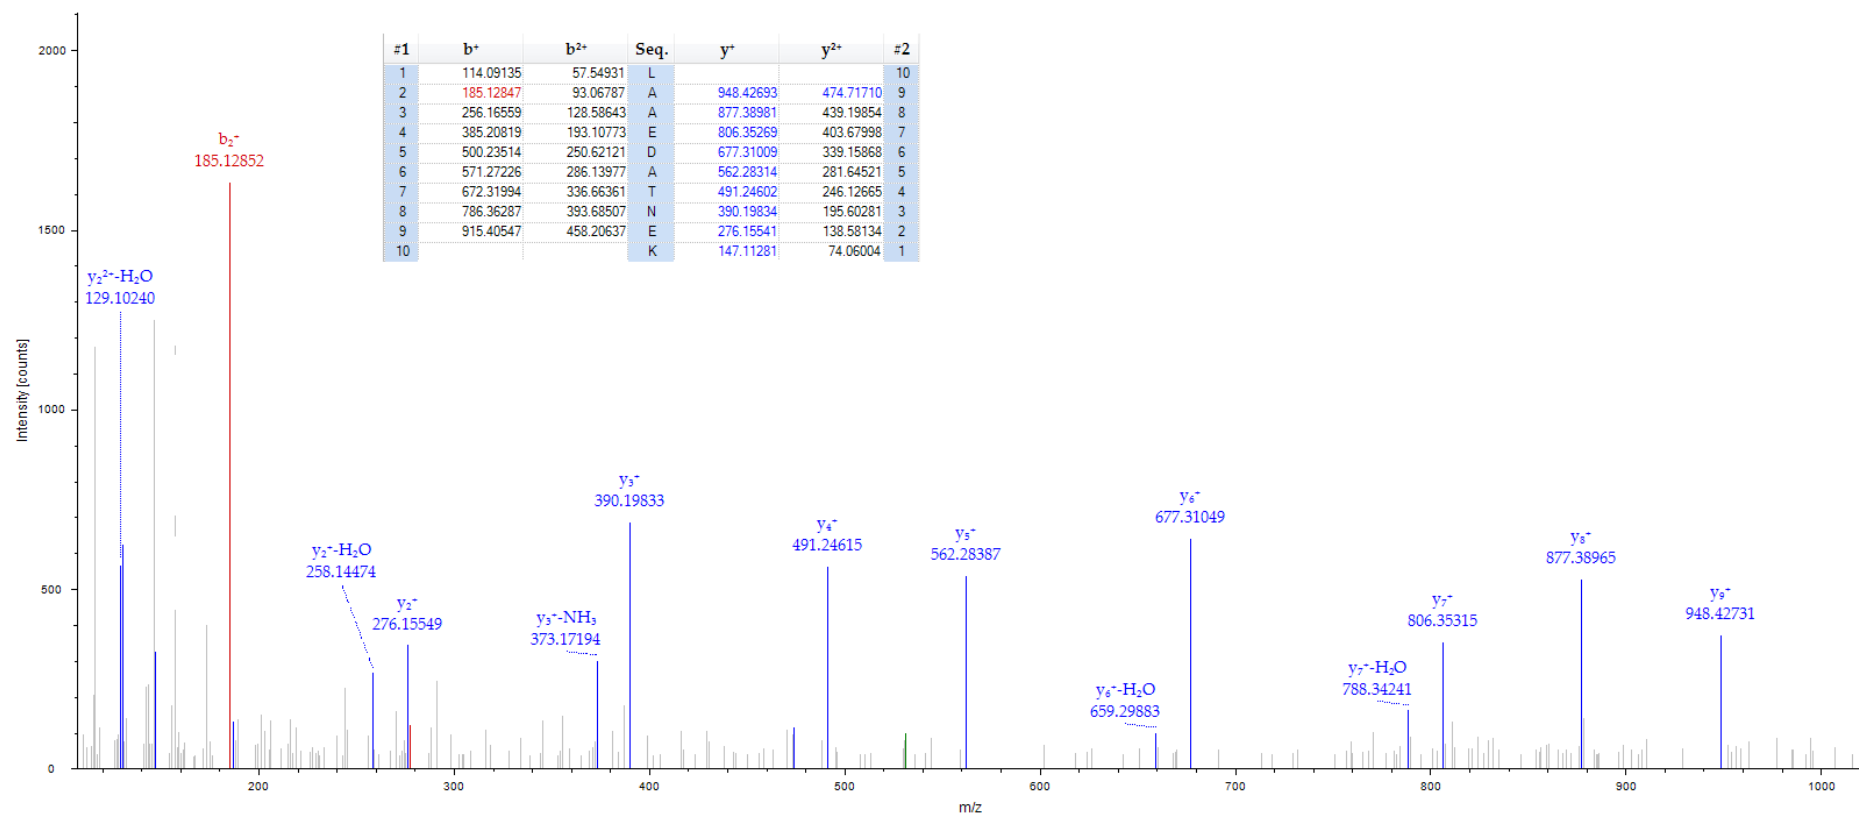 #1 b⁺ b²⁺ Seq. y⁺ y²⁺ #2
1 114.09135 57.54931 L 10
2 185.12847 93.06787 A 948.42693 474.71710 9
3 256.16559 128.58643 A 877.38981 439.19854 8
4 385.20819 193.10773 E 806.35269 403.67998 7
5 500.23514 250.62121 D 677.31009 339.15868 6
6 571.27226 286.13977 A 562.28314 281.64521 5
7 672.31994 336.66361 T 491.24602 246.12665 4
8 786.36287 393.68507 N 390.19834 195.60281 3
9 915.40547 458.20637 E 276.15541 138.58134 2
10 K 147.11281 74.06004 1
b₂⁺
185.12852
y₂²⁺-H₂O
129.10240
y₂⁺-H₂O
258.14474
y₂⁺
276.15549
y₃⁺-NH₃
373.17194
y₃⁺
390.19833
y₄⁺
491.24615
y₅⁺
562.28387
y₆⁺-H₂O
659.29883
y₆⁺
677.31049
y₇⁺-H₂O
788.34241
y₇⁺
806.35315
y₈⁺
877.38965
y₉⁺
948.42731
Intensity [counts]
2000
1500
1000
500
0
200 300 400 500 600 700 800 900 1000
m/z